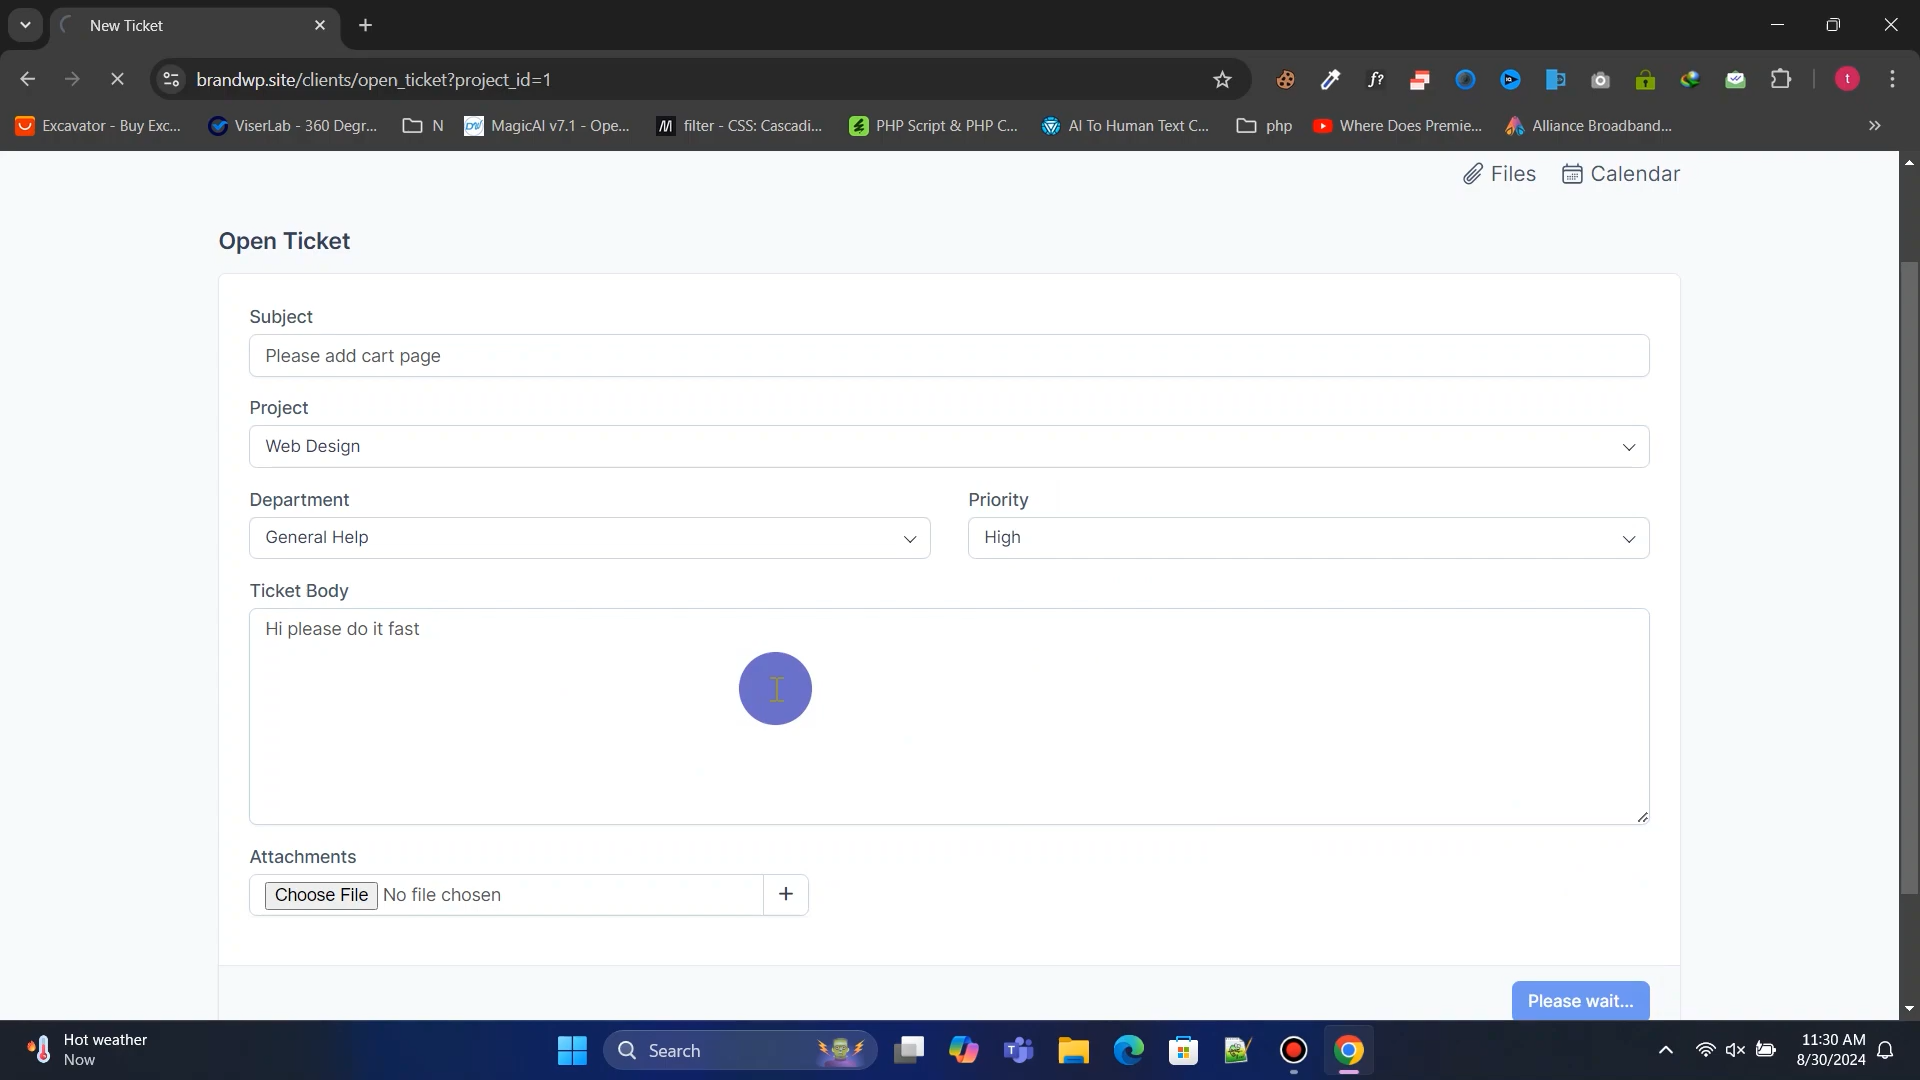 New Ticket
brandwp.site/clients/open_ticket?project_id=1
f?
t
Excavator - Buy Exc...
ViserLab - 360 Degr...
N
MagicAI v7.1 - Ope...
filter - CSS: Cascadi...
PHP Script & PHP C...
AI To Human Text C...
php
Where Does Premie...
Alliance Broadband...
»
Files
Calendar
Open Ticket
Subject
Please add cart page
Project
Web Design
Department
Priority
General Help
High
Ticket Body
Hi please do it fast
Attachments
Choose File No file chosen
+
Please wait...
Hot weather
Now
Search
11:30 AM
8/30/2024